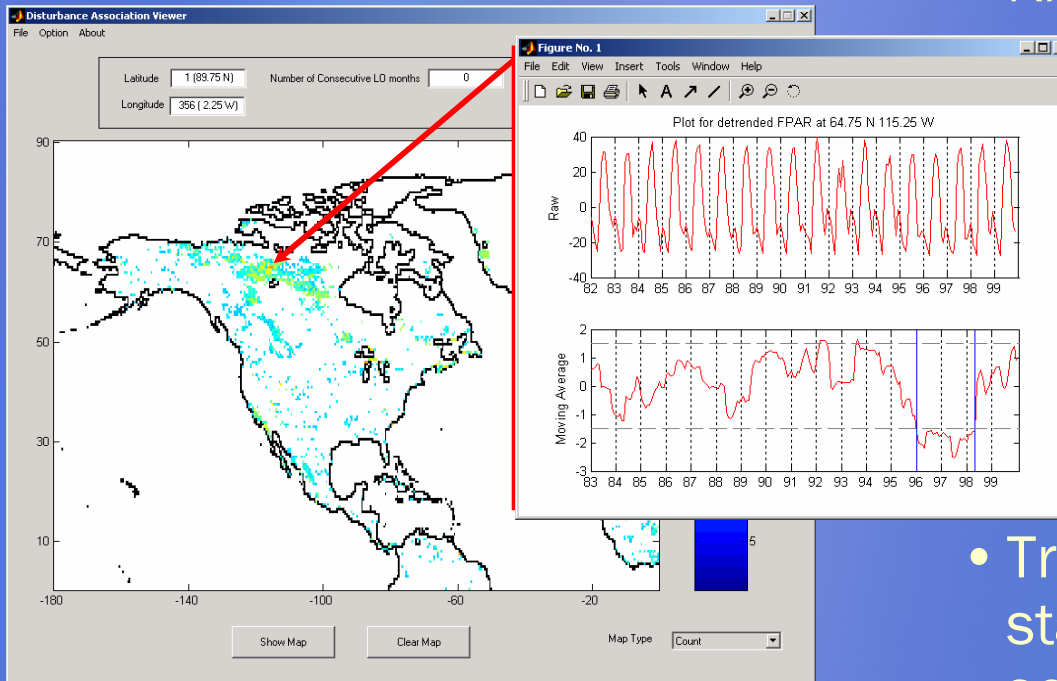 Disturbance Association Viewer
File Option About
Latitude 1 (89.75 N) Number of Consecutive LO months 0
Longitude 356 ( 2.25 W)
90
70
50
30
10
-180 -140 -100 -60 -20
5
Show Map Clear Map Map Type Count
Figure No. 1
File Edit View Insert Tools Window Help
Plot for detrended FPAR at 64.75 N 115.25 W
Raw
40
20
0
-20
-40
82 83 84 85 86 87 88 89 90 91 92 93 94 95 96 97 98 99
Moving Average
2
1
0
-1
-2
-3
83 84 85 86 87 88 89 90 91 92 93 94 95 96 97 98 99
• Tr
sta